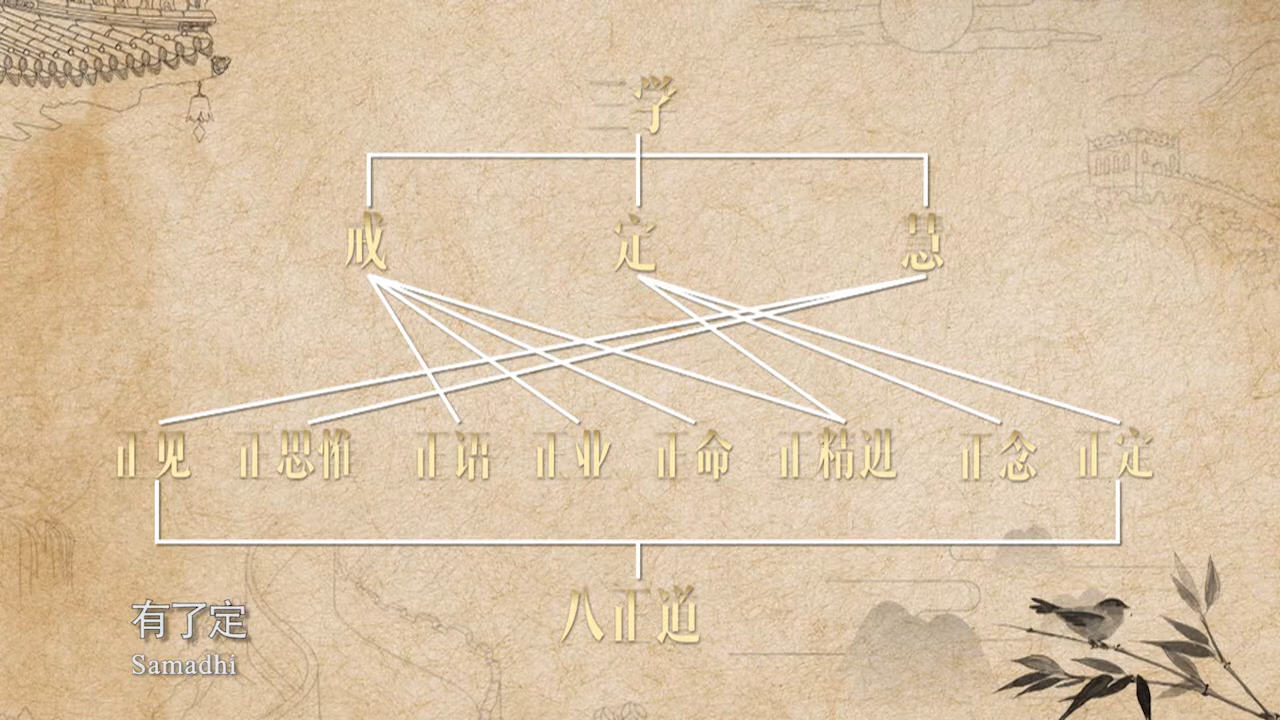 三学
戒 定 慧
正见 正思惟 正语 正业 正命 正精进 正念 正定
八正道
有了定
Samadhi